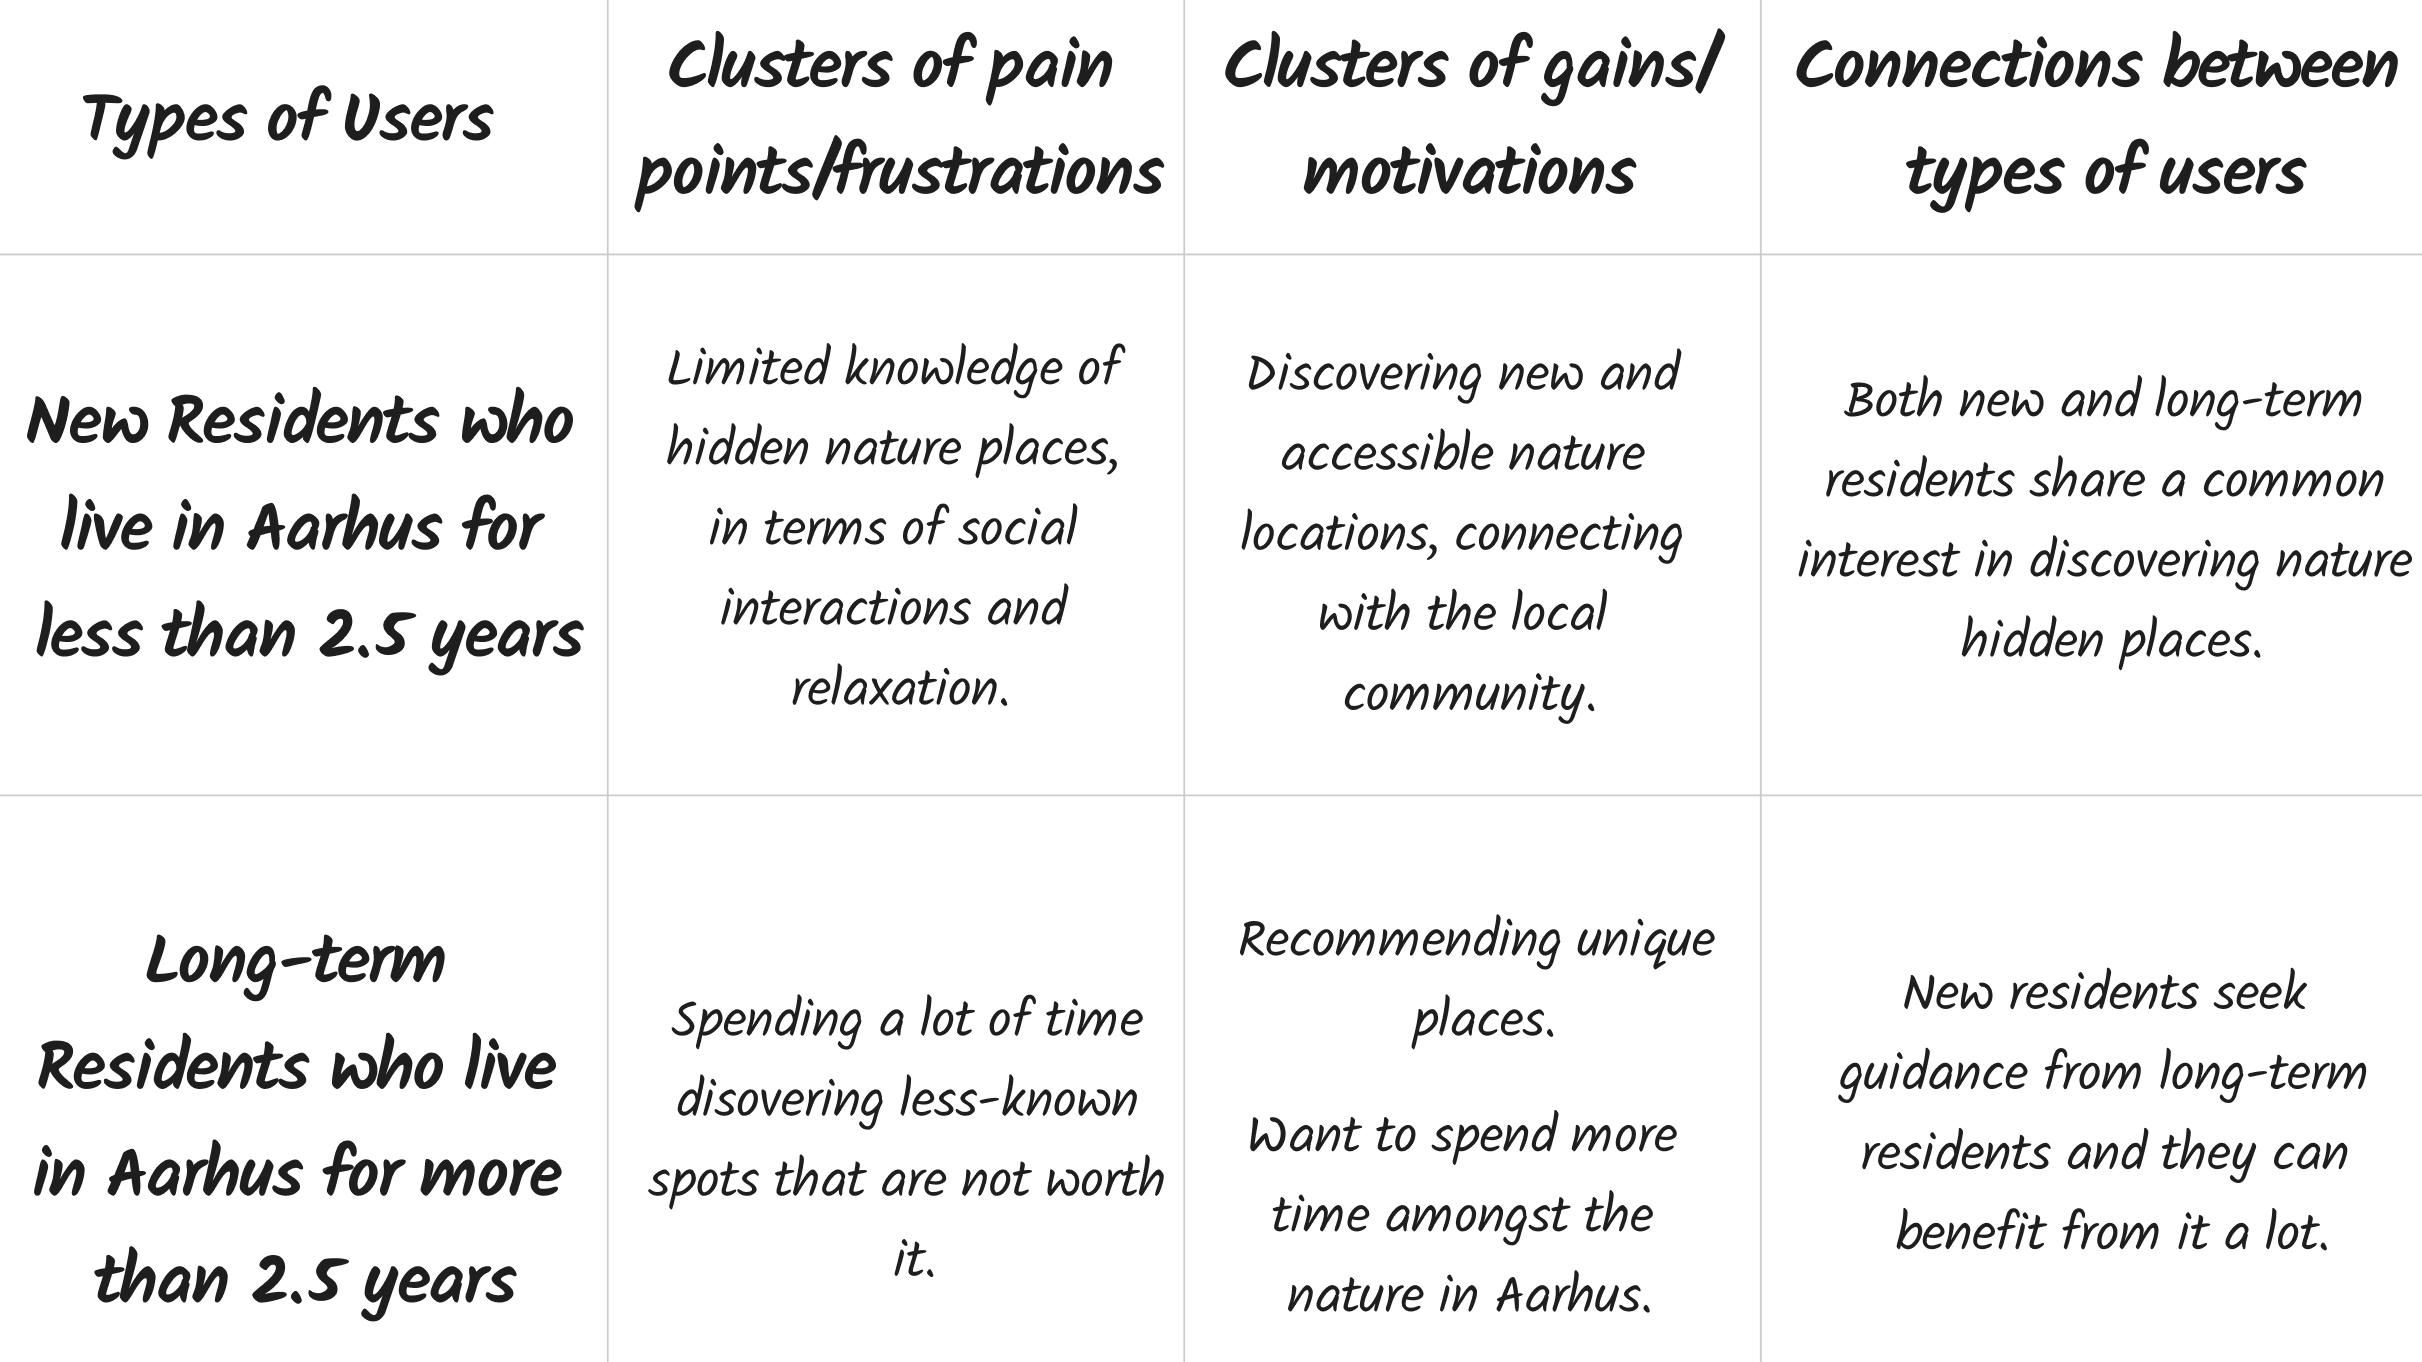 Types of Users
Clusters of pain
points/frustrations
Clusters of gains/
motivations
Connections between
types of users
New Residents who
live in Aarhus for
less than 2.5 years
Limited knowledge of
hidden nature places,
in terms of social
interactions and
relaxation.
Discovering new and
accessible nature
locations, connecting
with the local
community.
Both new and long-term
residents share a common
interest in discovering nature
hidden places.
Long-term
Residents who live
in Aarhus for more
than 2.5 years
Spending a lot of time
disovering less-known
spots that are not worth
it.
Recommending unique
places.
Want to spend more
time amongst the
nature in Aarhus.
New residents seek
guidance from long-term
residents and they can
benefit from it a lot.